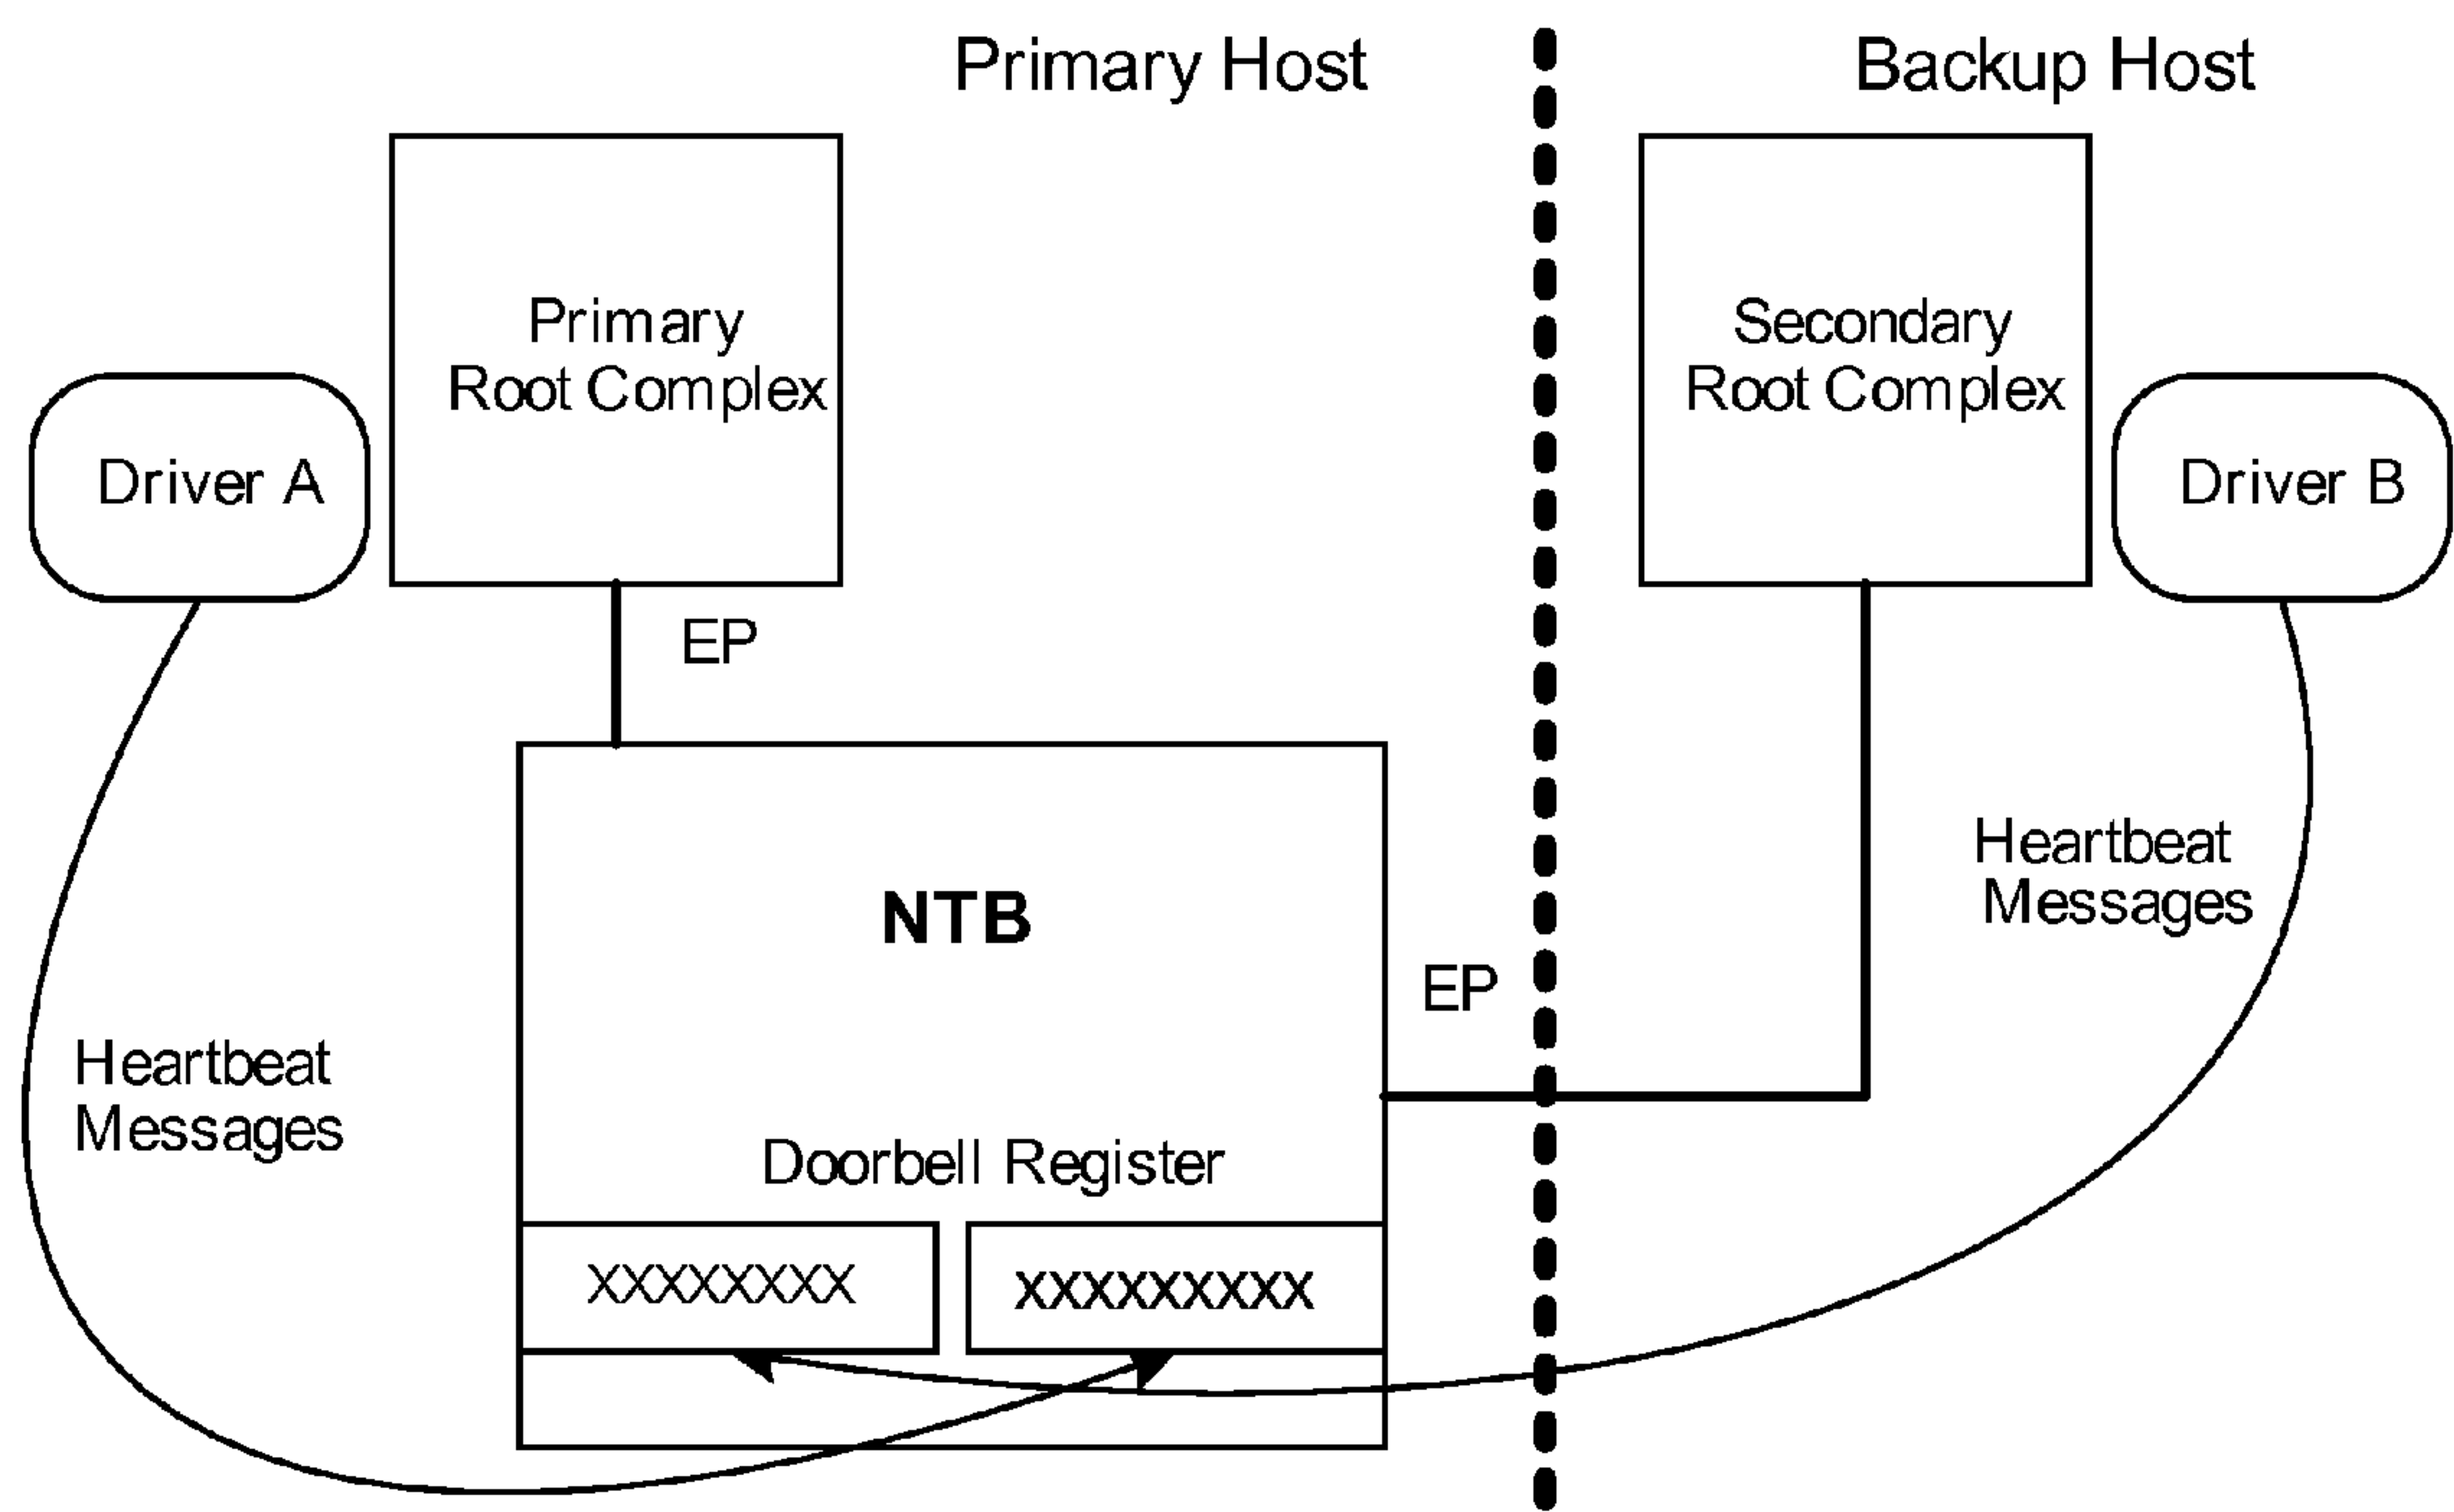 Primary Host
Backup Host
Primary
Root Complex
Secondary
Root Complex
Driver A
Driver B
EP
Heartbeat
Messages
NTB
EP
Heartbeat
Messages
Doorbell Register
XXXXXXXX
xxxxxxxxx